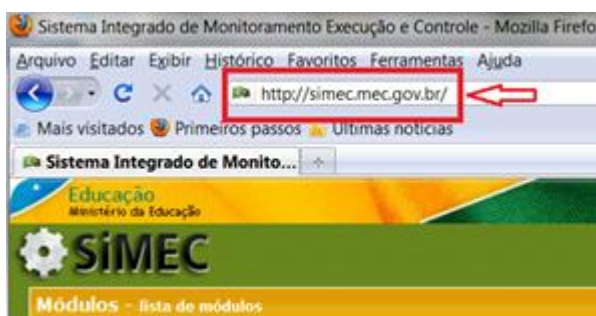 Sistema Integrado de Monitoramento Execução e Controle - Mozilla Firefo
Arquivo Editar Exibir Histórico Favoritos Ferramentas Ajuda
http://simec.mec.gov.br/
Mais visitados Primeiros passos Últimas notícias
Sistema Integrado de Monito...
Educação
Ministério da Educação
SiMEC
Módulos - lista de módulos